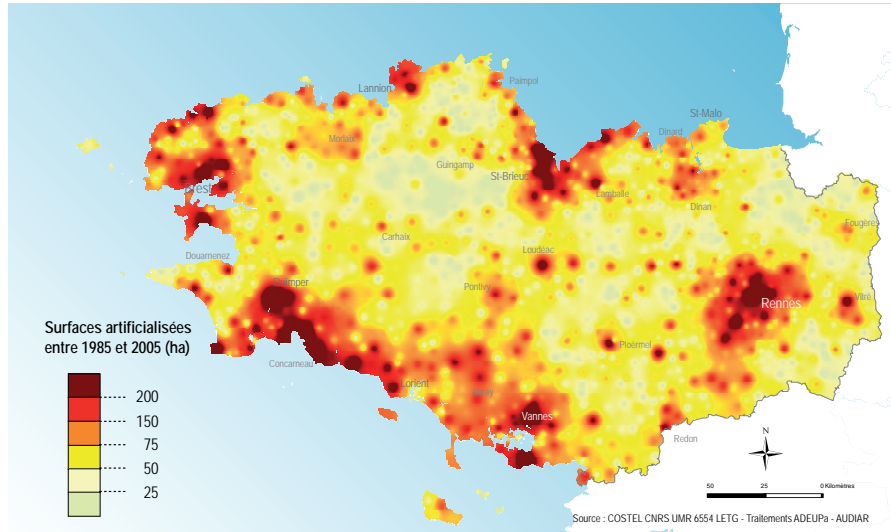 Paimpol
Lannion
St-Malo
Dinard
Morlaix
Guingamp
St-Brieuc
Brest
Lamballe
Dinan
Fougères
Carhaix
Douarnenez
Loudéac
Quimper
Pontivy
Rennes
Vitré
Surfaces artificialisées
entre 1985 et 2005 (ha)
Ploërmel
Concarneau
Lorient
Auray
200
150
75
50
25
Vannes
Redon
N
50 25 0 Kilomètres
Source : COSTEL CNRS UMR 6554 LETG - Traitements ADEUPa - AUDIAR